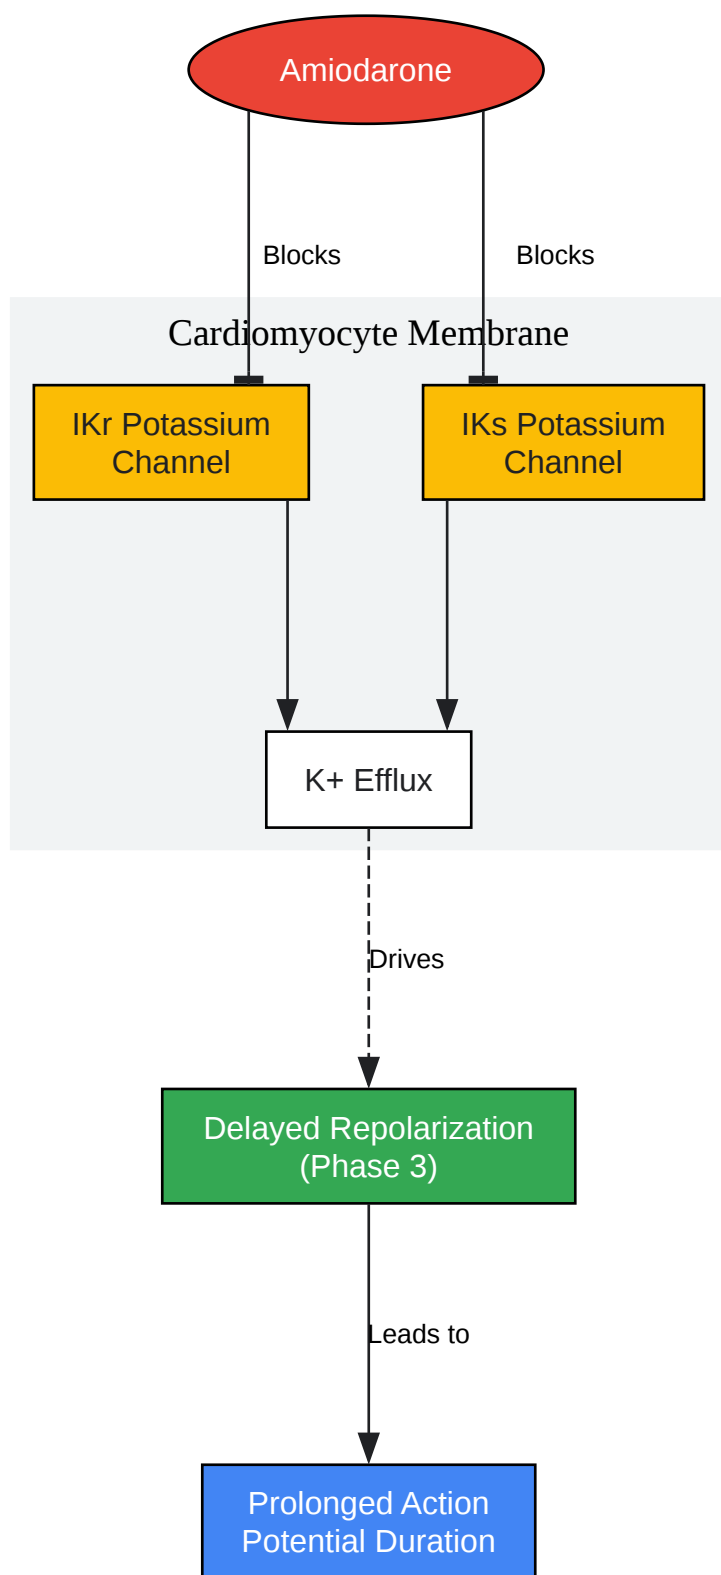 Amiodarone
Blocks
Blocks
Cardiomyocyte Membrane
IKr Potassium
Channel
IKs Potassium
Channel
K+ Efflux
Drives
Delayed Repolarization
(Phase 3)
Leads to
Prolonged Action
Potential Duration